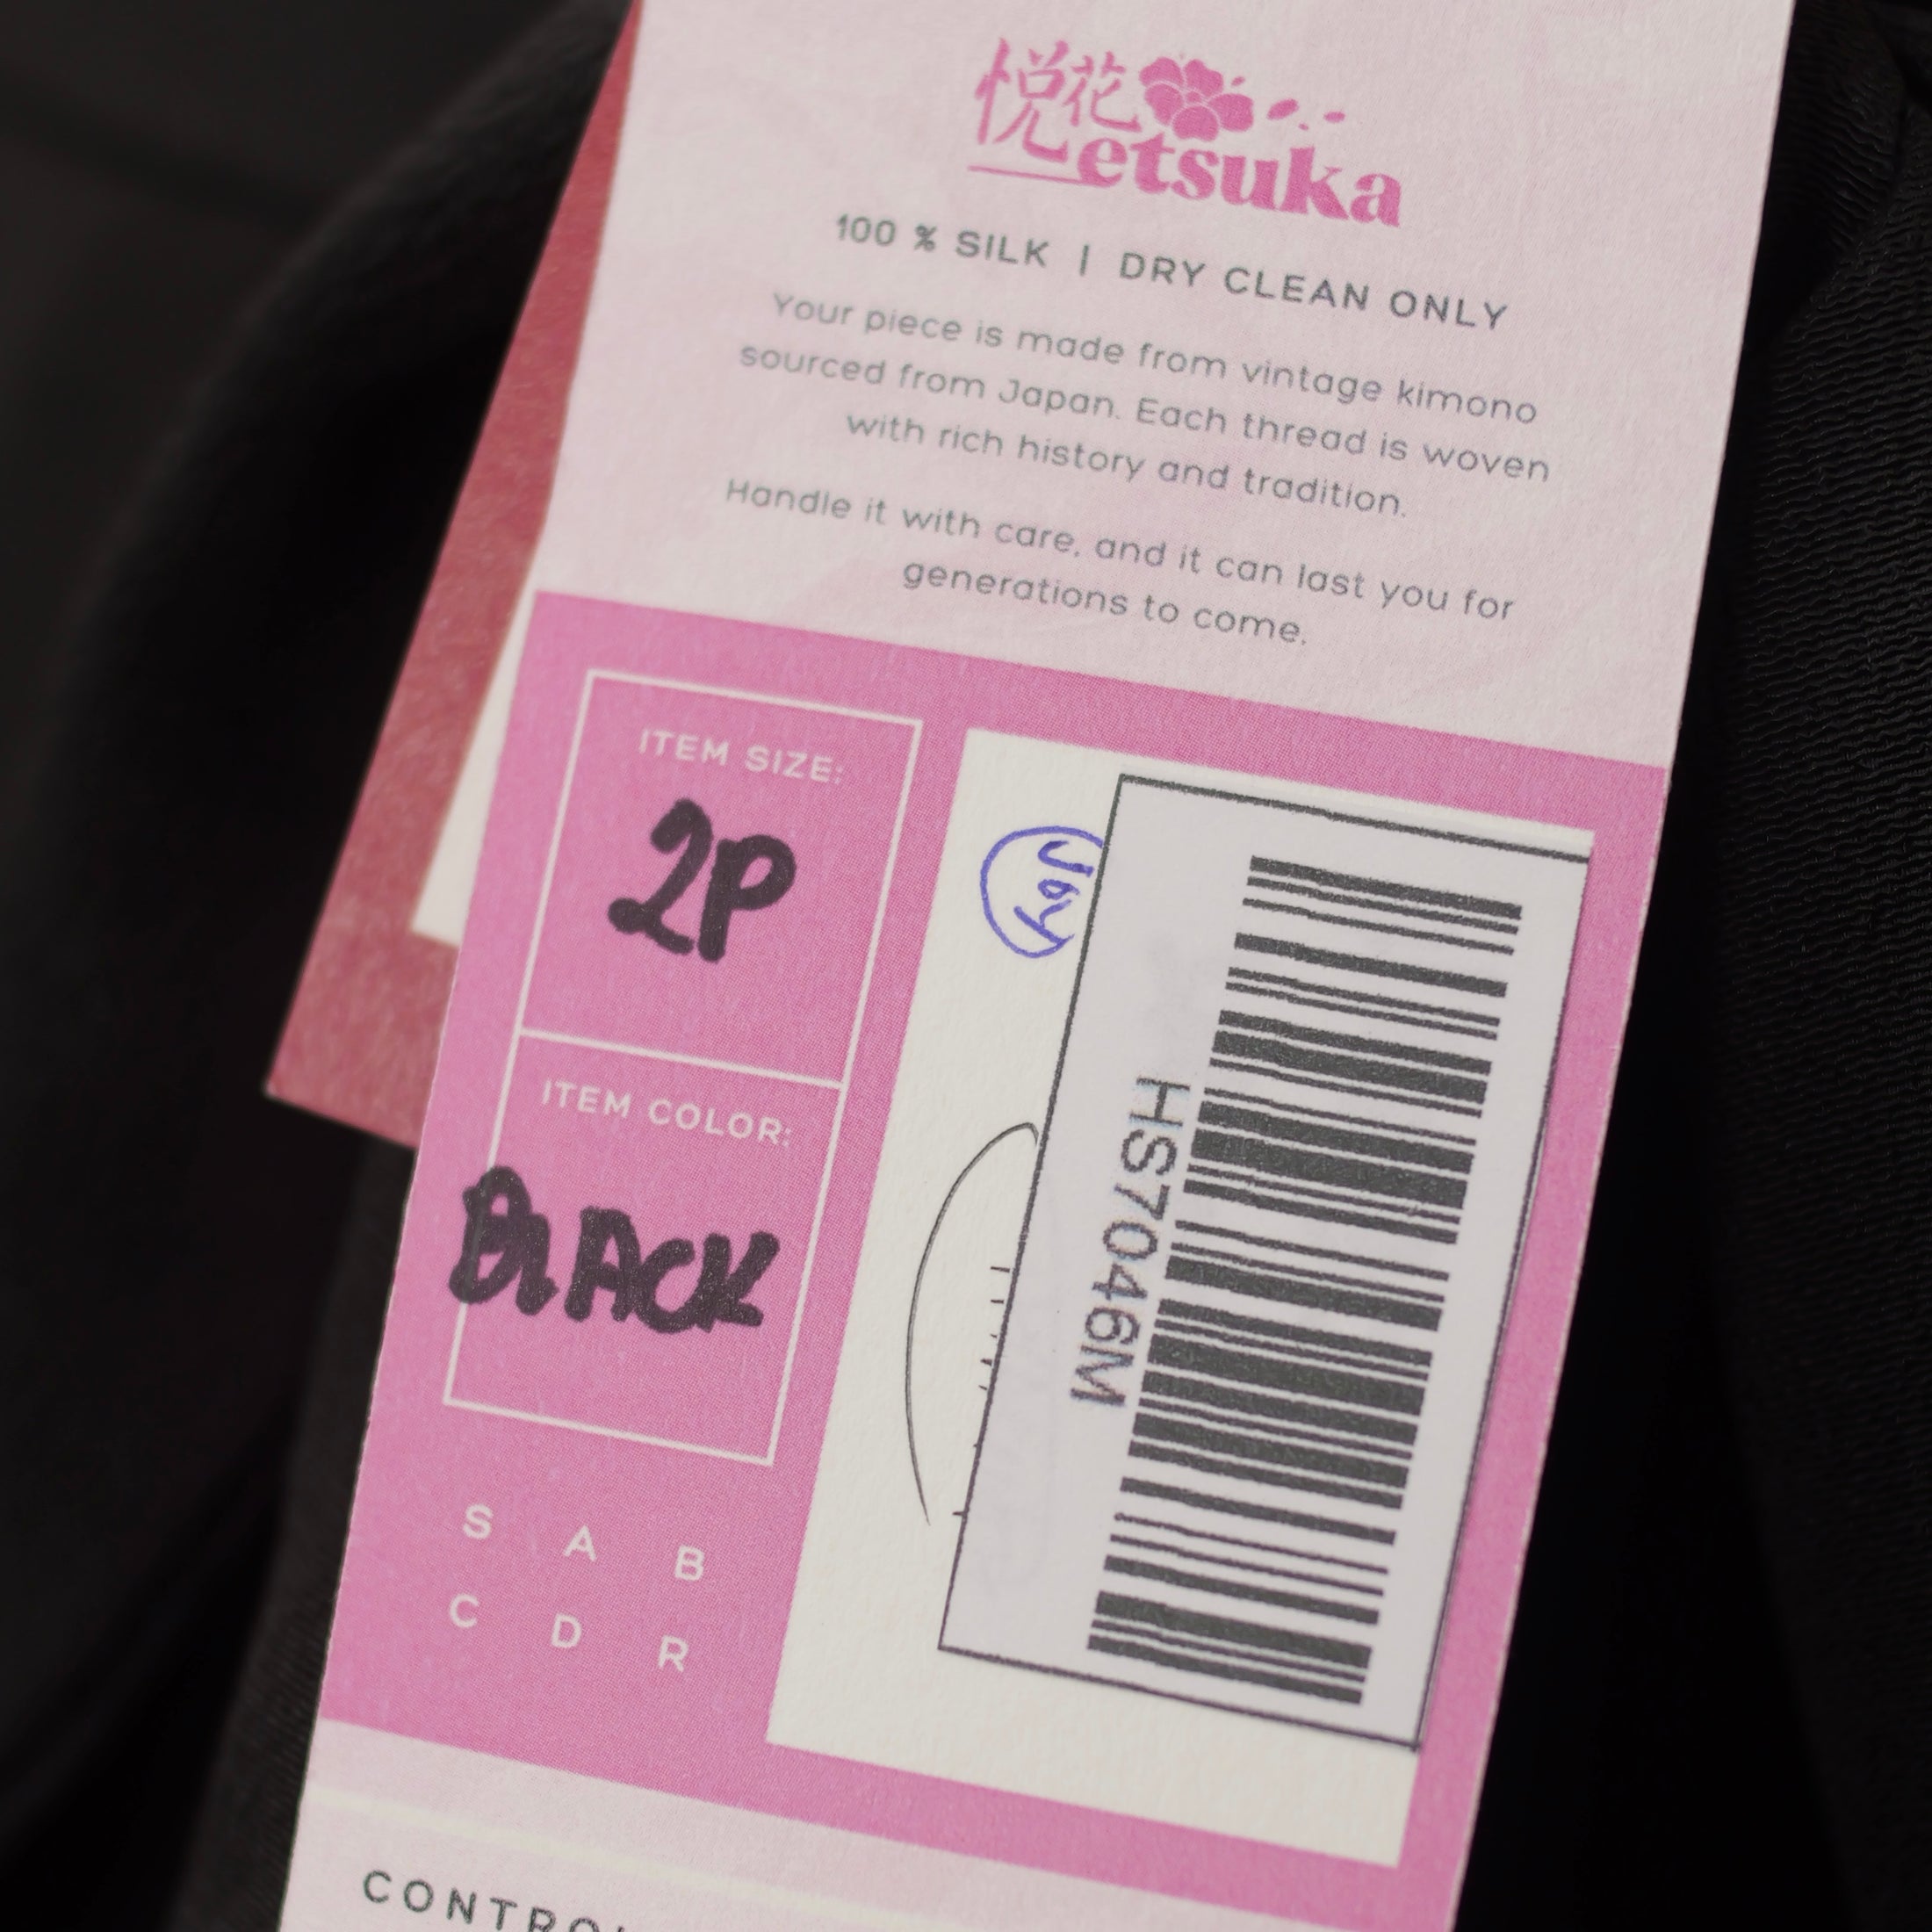 悦花
etsuka
100 % SILK | DRY CLEAN ONLY
Your piece is made from vintage kimono
sourced from Japan. Each thread is woven
with rich history and tradition.
Handle it with care, and it can last you for
generations to come.
ITEM SIZE:
2P
ITEM COLOR:
BLACK
S A B
C D R
Joy
HS7046M